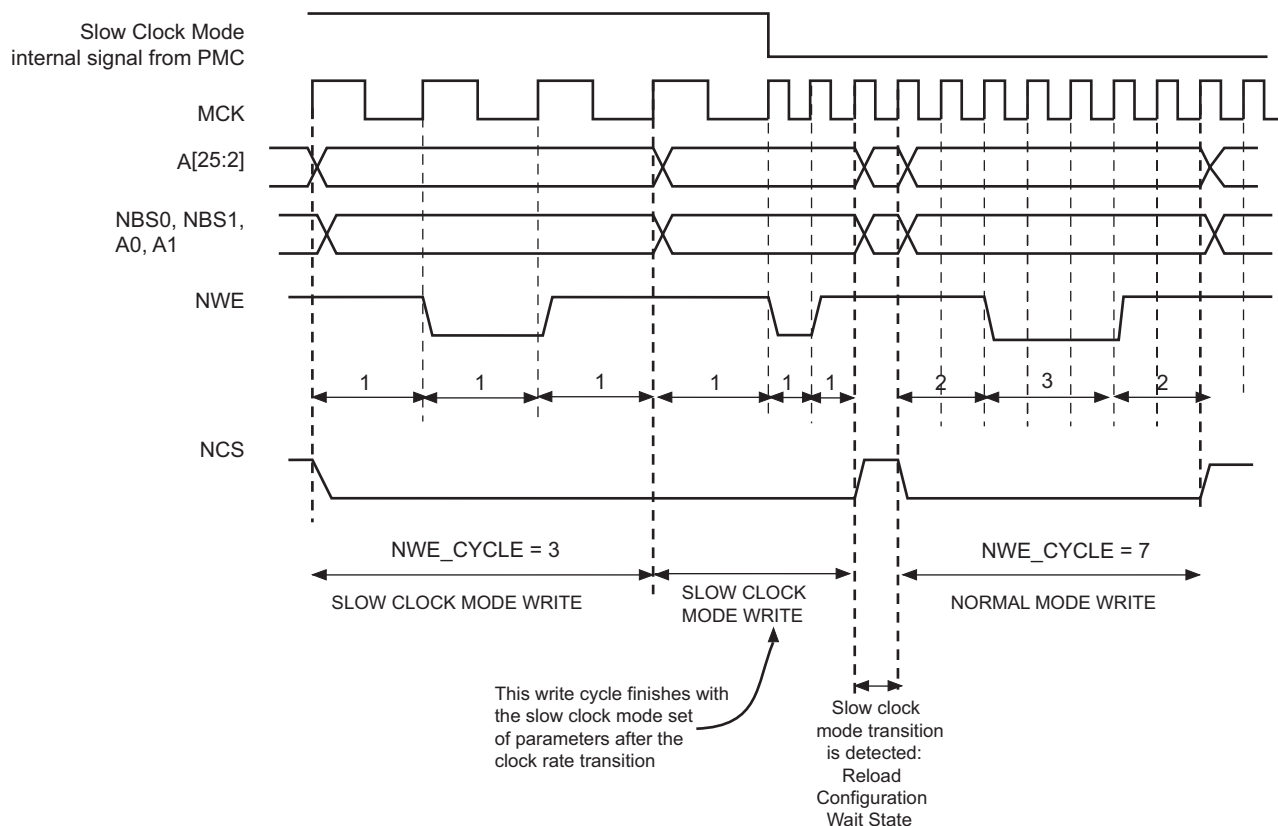 Slow Clock Mode
internal signal from PMC
MCK
A[25:2]
NBS0, NBS1,
A0, A1
NWE
1 1 1 1 1 1 2 3 2
NCS
NWE_CYCLE = 3
NWE_CYCLE = 7
SLOW CLOCK MODE WRITE
SLOW CLOCK
MODE WRITE
NORMAL MODE WRITE
This write cycle finishes with
the slow clock mode set
of parameters after the
clock rate transition
Slow clock
mode transition
is detected:
Reload
Configuration
Wait State